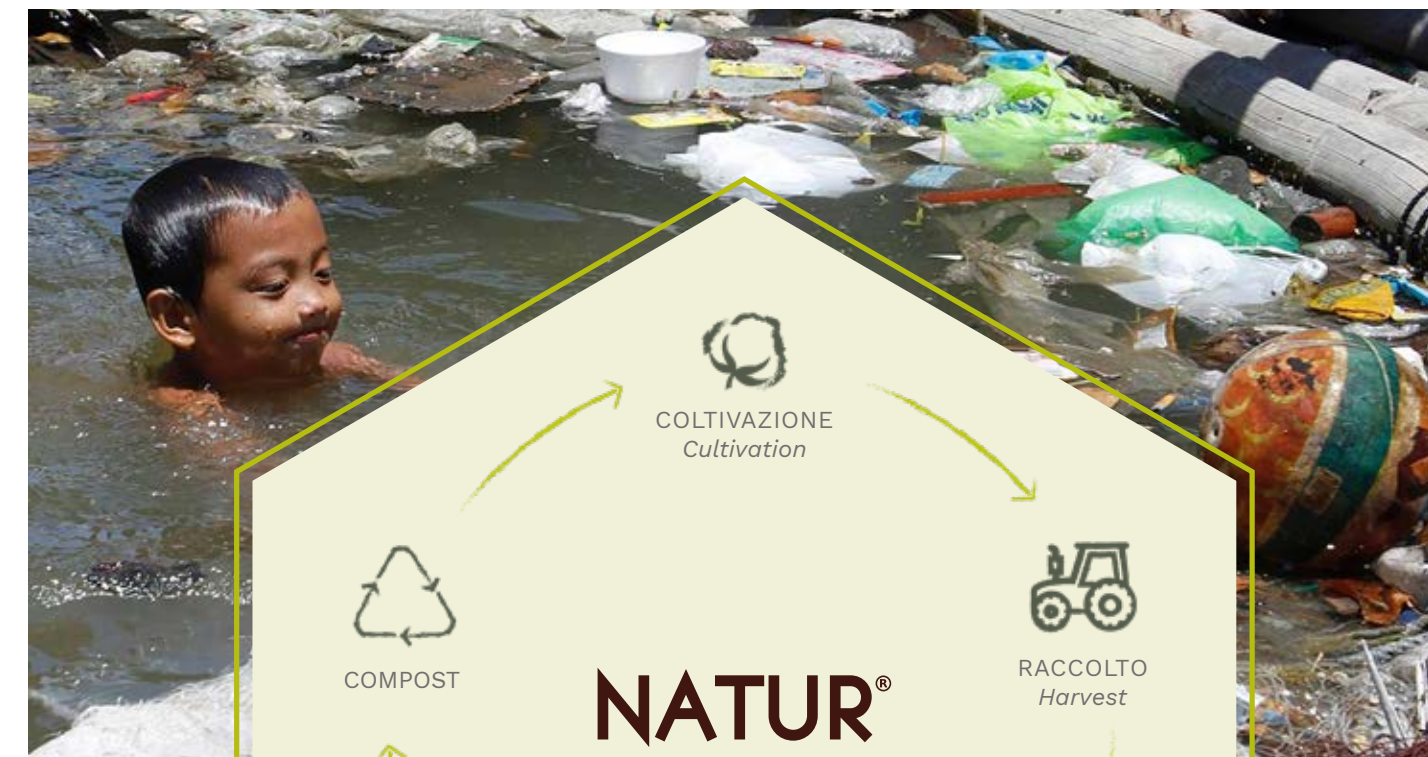 COLTIVAZIONE
Cultivation
COMPOST
RACCOLTO
Harvest
NATUR®